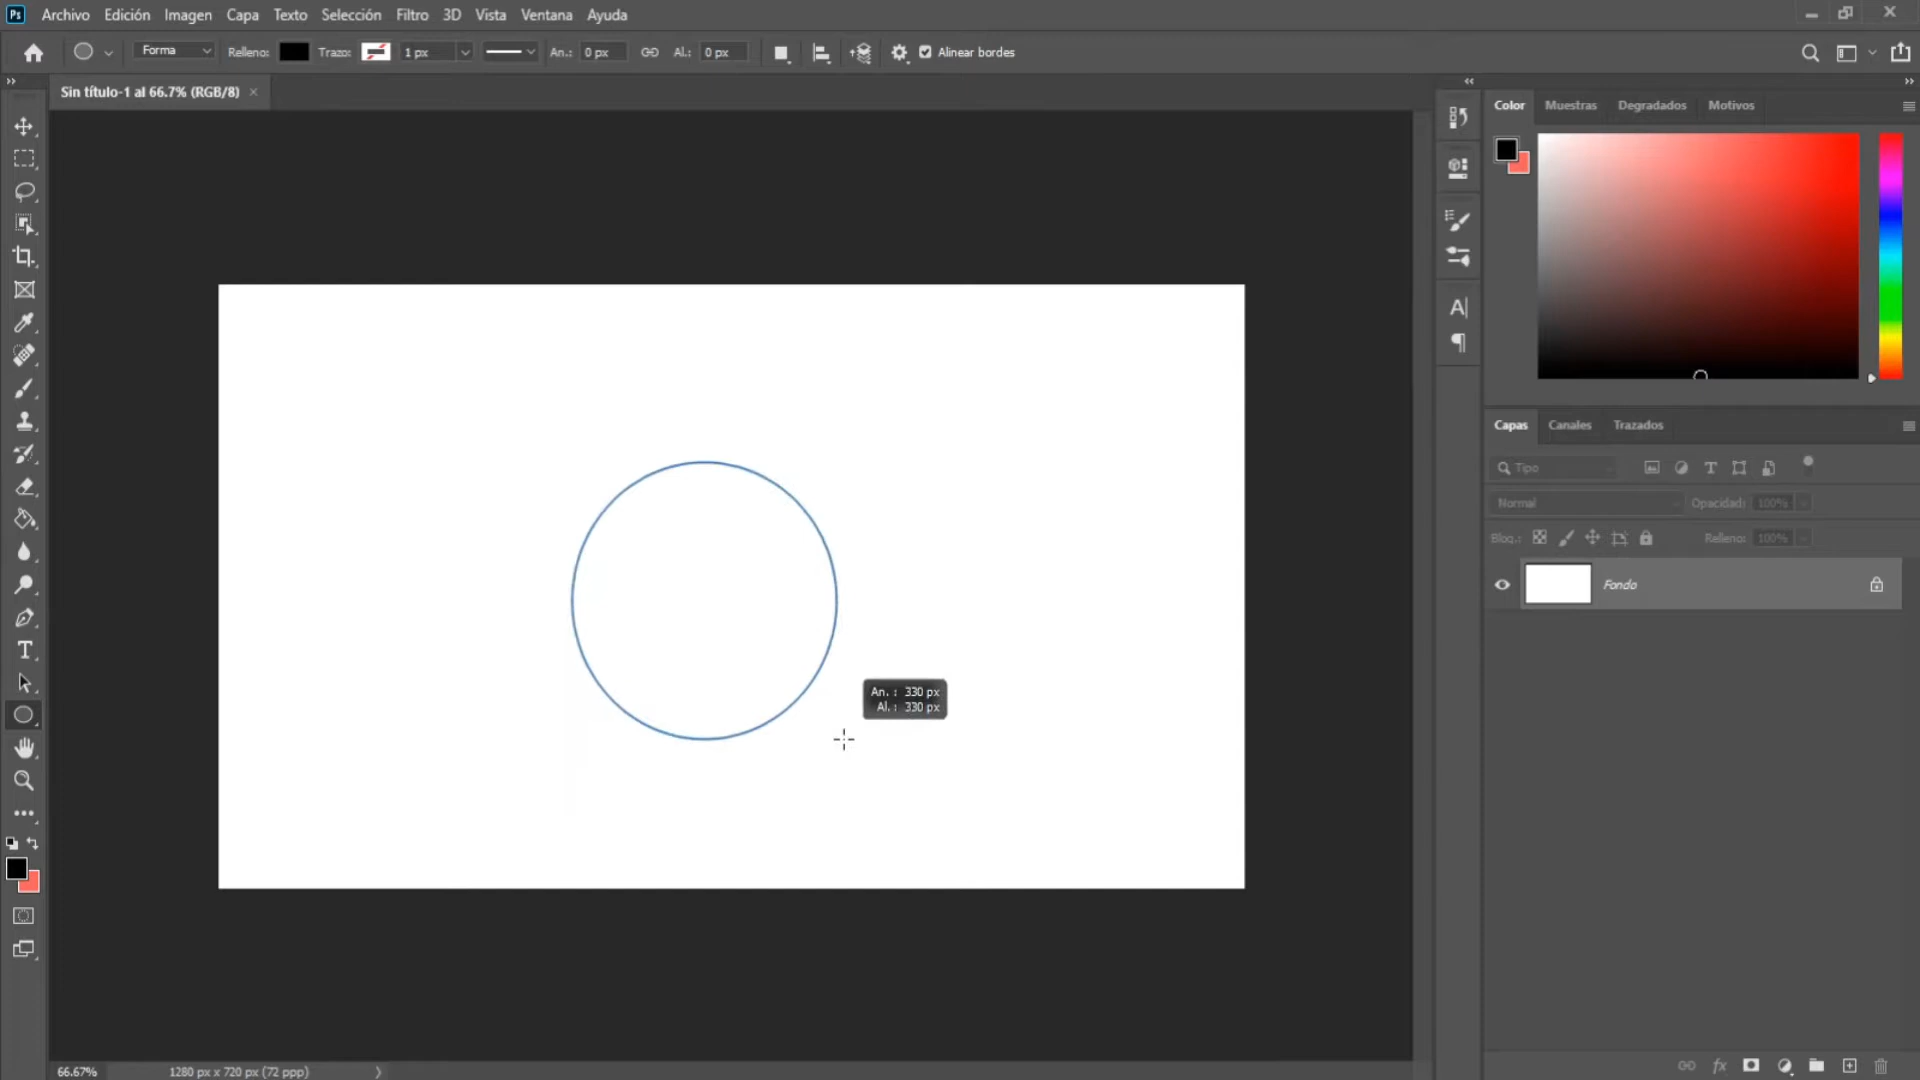 Ps Archivo Edición Imagen Capa Texto Selección Filtro 3D Vista Ventana Ayuda
Forma Relleno: Trazo: 1 px An.: 0 px Al.: 0 px Alinear bordes
Sin título-1 al 66.7% (RGB/8) ×
Color Muestras Degradados Motivos
Capas Canales Trazados
Tipo
Normal Opacidad: 100%
Bloq.: Relleno: 100%
Fondo
An. : 330 px
Al. : 330 px
66.67% 1280 px x 720 px (72 ppp)